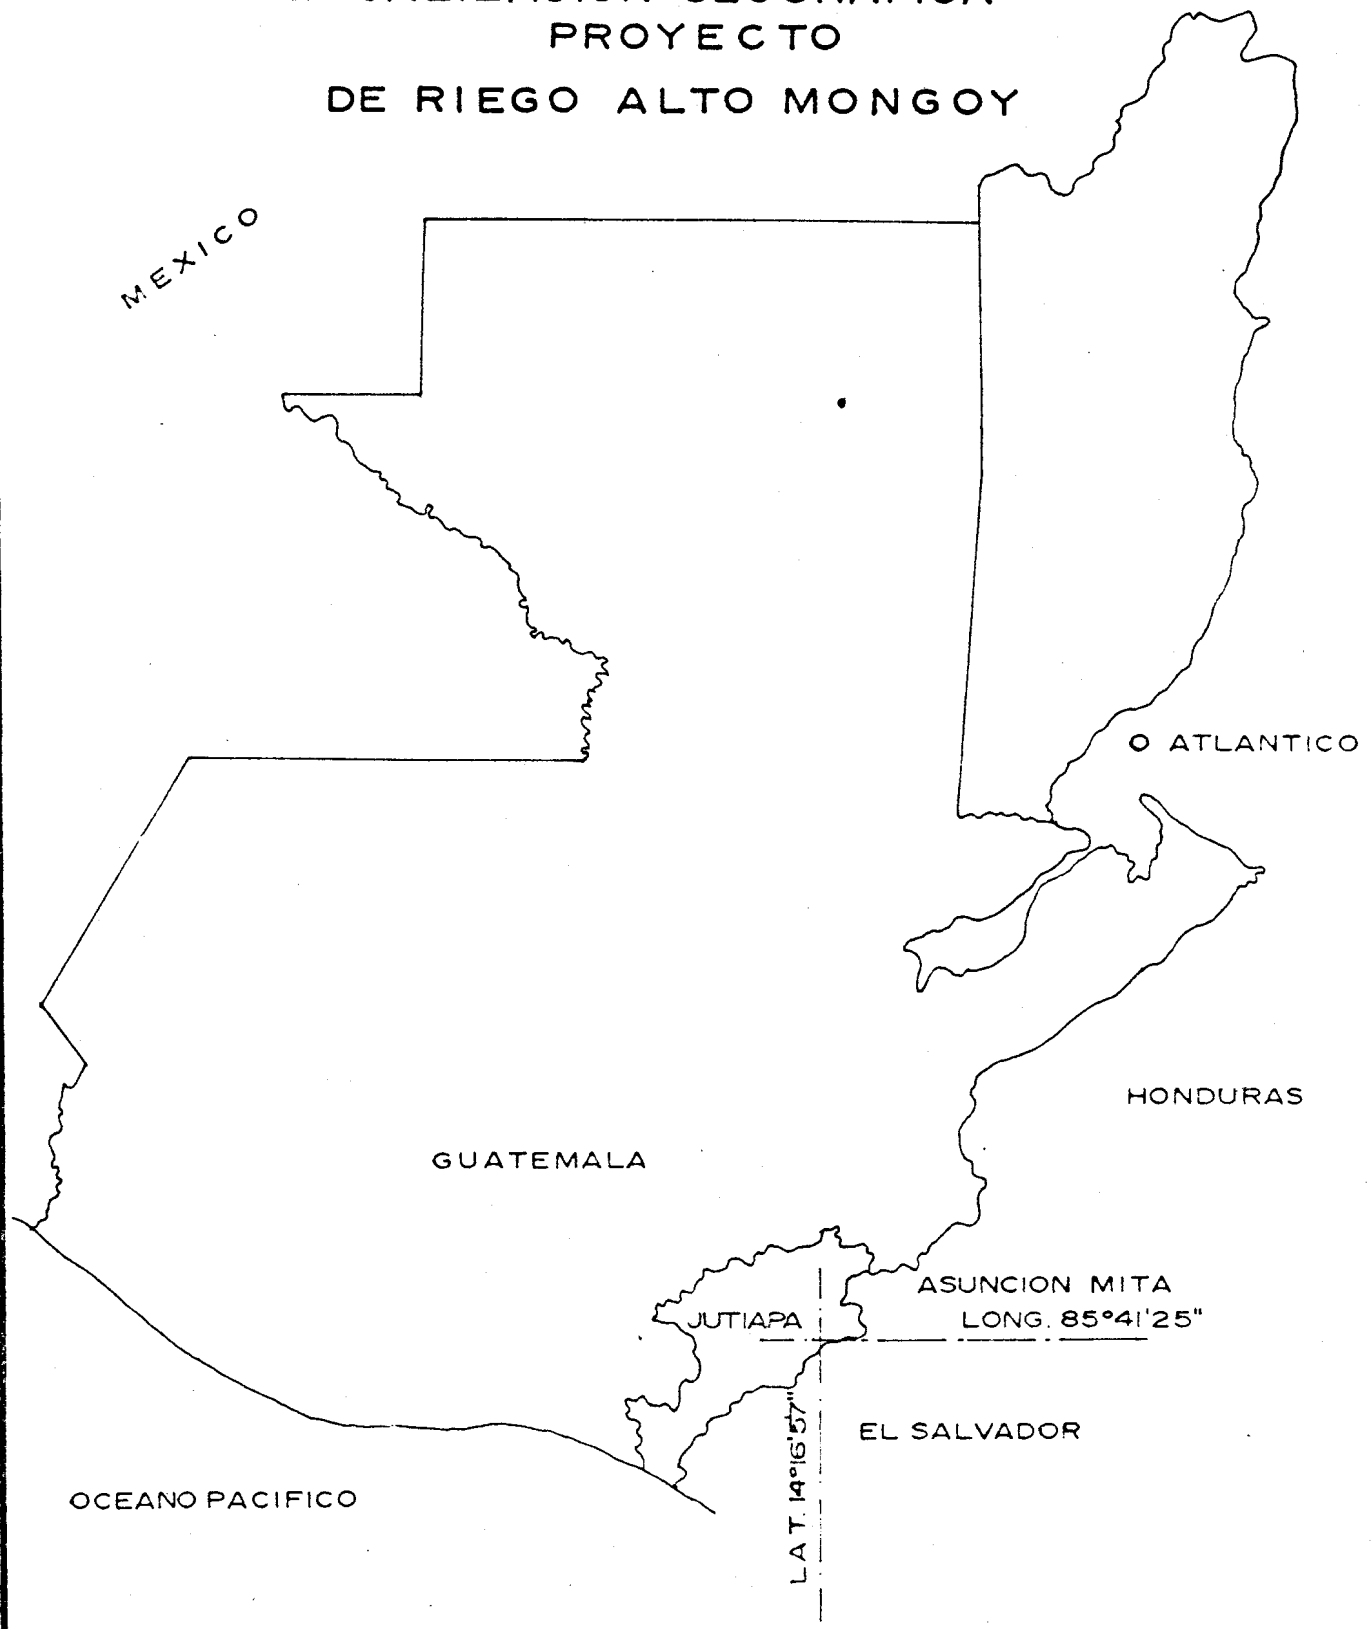 PROYECTO
DE RIEGO ALTO MONGOY
MEXICO
O ATLANTICO
HONDURAS
GUATEMALA
ASUNCION MITA
JUTIAPA
LONG. 85°41'25"
LAT. 14°16'57"
EL SALVADOR
OCEANO PACIFICO